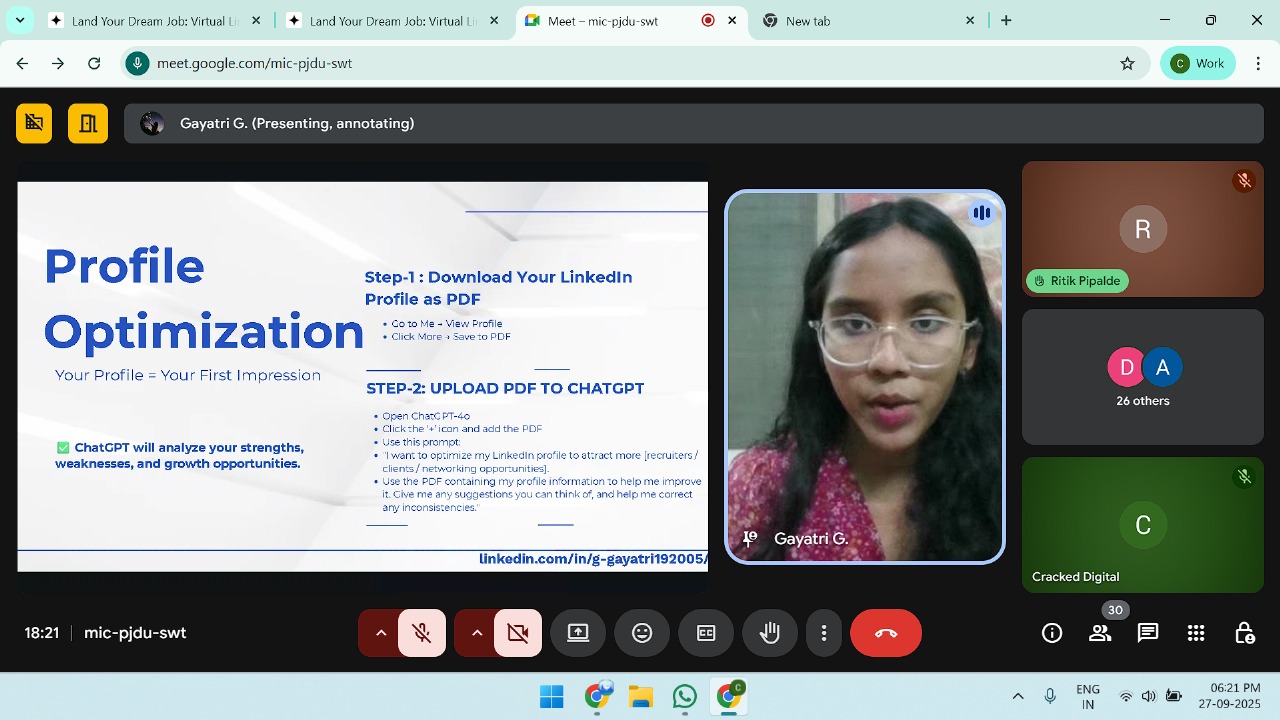 Land Your Dream Job: Virtual Li
Land Your Dream Job: Virtual Li
Meet – mic-pjdu-swt
New tab
meet.google.com/mic-pjdu-swt
C
Work
Gayatri G. (Presenting, annotating)
Profile
Optimization
Your Profile = Your First Impression
✅ ChatGPT will analyze your strengths,
weaknesses, and growth opportunities.
Step-1 : Download Your LinkedIn
Profile as PDF
• Go to Me → View Profile
• Click More → Save to PDF
STEP-2: UPLOAD PDF TO CHATGPT
• Open ChatGPT-4o
• Click the '+' icon and add the PDF
• Use this prompt:
• "I want to optimize my LinkedIn profile to attract more [recruiters /
clients / networking opportunities].
• Use the PDF containing my profile information to help me improve
it. Give me any suggestions you can think of, and help me correct
any inconsistencies."
linkedin.com/in/g-gayatri192005/
Gayatri G.
R
Ritik Pipalde
D
A
26 others
C
Cracked Digital
18:21
mic-pjdu-swt
30
C
ENG
IN
06:21 PM
27-09-2025